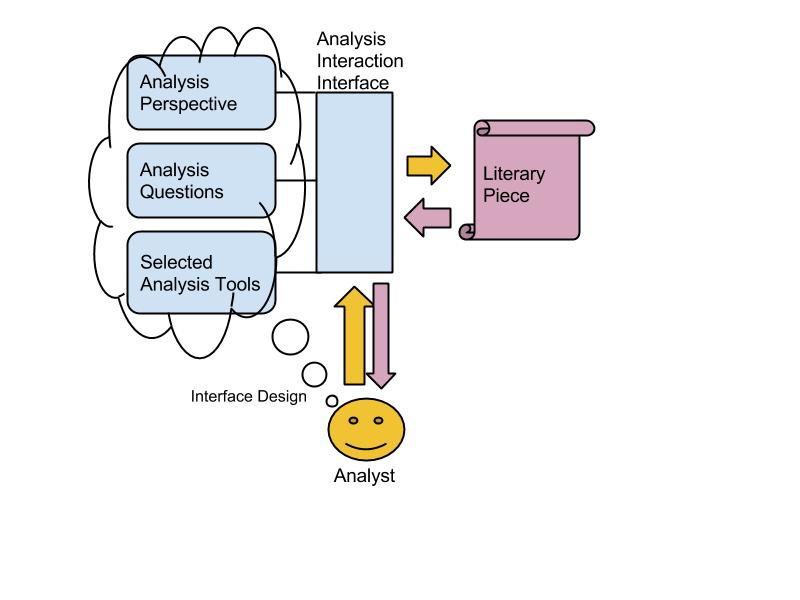 Analysis
Interaction
Interface
Analysis
Perspective
Analysis
Questions
Selected
Analysis Tools
Literary
Piece
Interface Design
Analyst